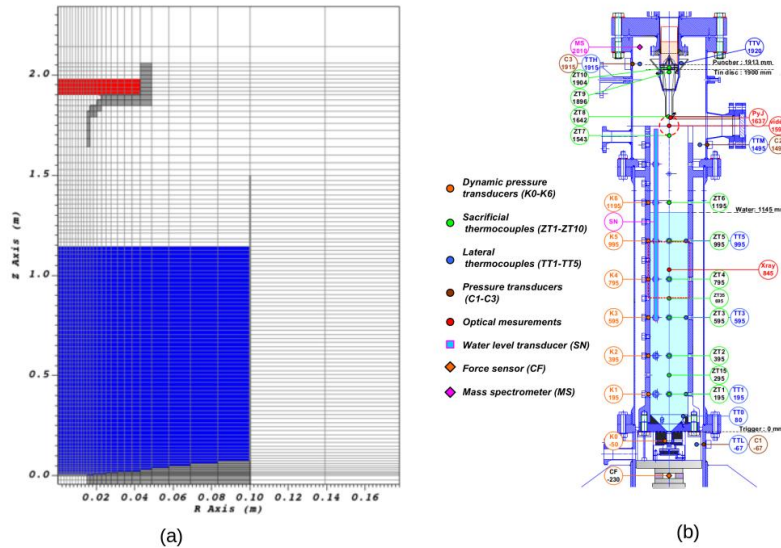 2.0
1.5
1.0
0.5
0.0
Z Axis (m)
0.02 0.04 0.06 0.08 0.10 0.12 0.14 0.16
R Axis (m)
(a)
Dynamic pressure
transducers (K0-K6)
Sacrificial
thermocouples (ZT1-ZT10)
Lateral
thermocouples (TT1-TT5)
Pressure transducers
(C1-C3)
Optical mesurements
Water level transducer (SN)
Force sensor (CF)
Mass spectrometer (MS)
MS
2010
TTV
1920
C3
1915
TTH
1915
Puncher: 1913 mm
Tin disc : 1900 mm
ZT10
1904
ZT9
1896
ZT8
1642
PyJ
1637
ZT7
1543
TTM
1495
K6
1195
ZT6
1195
Water: 1145 mm
SN
K5
995
ZT5
995
TT5
995
Xray
845
K4
795
ZT4
795
695
K3
595
ZT3
595
TT3
595
K2
395
ZT2
395
ZT15
295
K1
195
ZT1
195
TT1
195
TT0
80
Trigger: 0 mm
K0
-50
TTL
-67
C1
-67
CF
-230
(b)